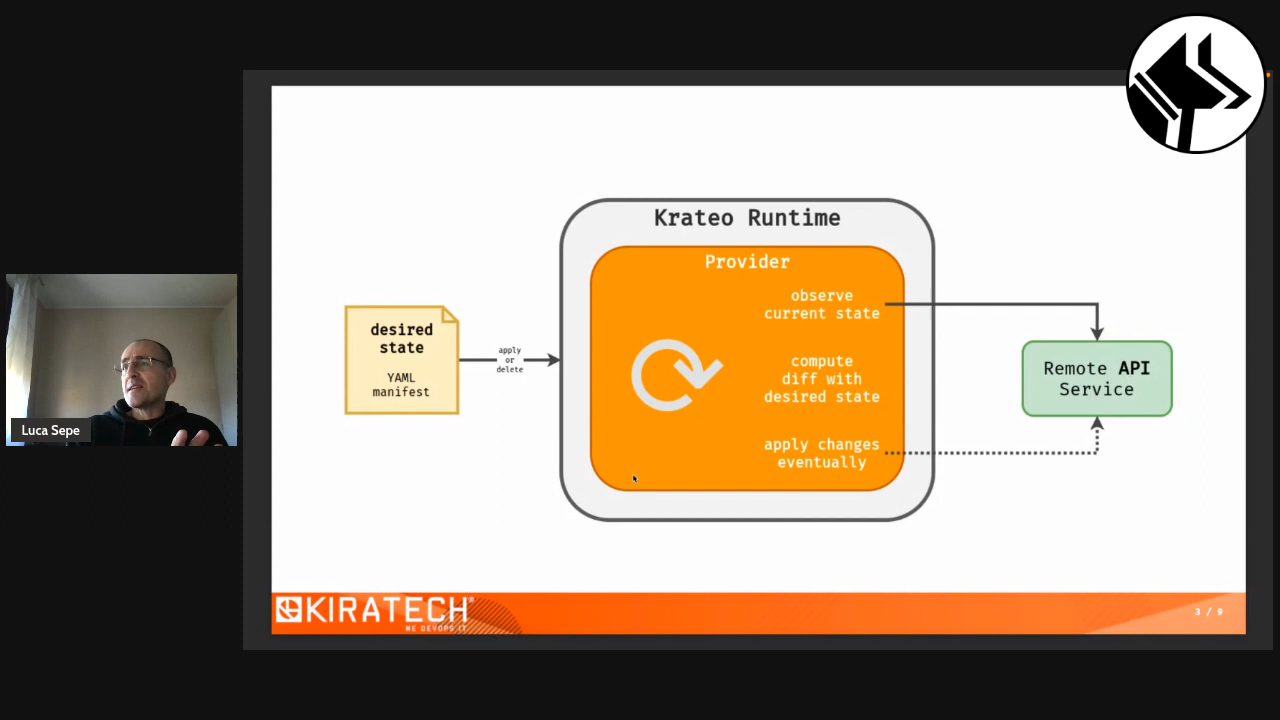 Krateo Runtime
Provider
observe
current state
compute
diff with
desired state
apply changes
eventually
desired
state
YAML
manifest
apply
or
delete
Remote API
Service
Luca Sepe
KIRATECH
WE DEVOPS IT
3 / 9